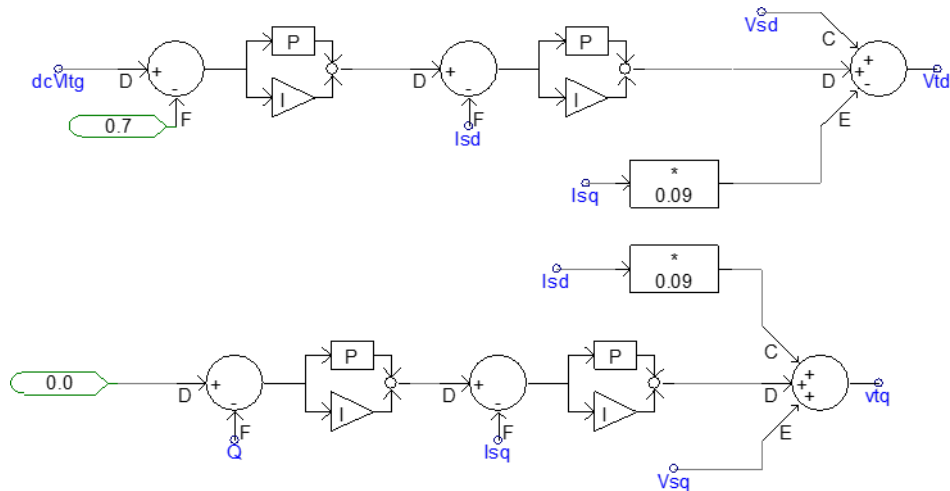 Vsd
C
dcVltg
D
+
-
F
0.7
P
I
D
+
-
F
Isd
P
I
D
+
+
-
Vtd
E
Isq
*
0.09
Isd
*
0.09
C
0.0
D
+
-
F
Q
P
I
D
+
-
F
Isq
P
I
D
+
+
+
vtq
E
Vsq